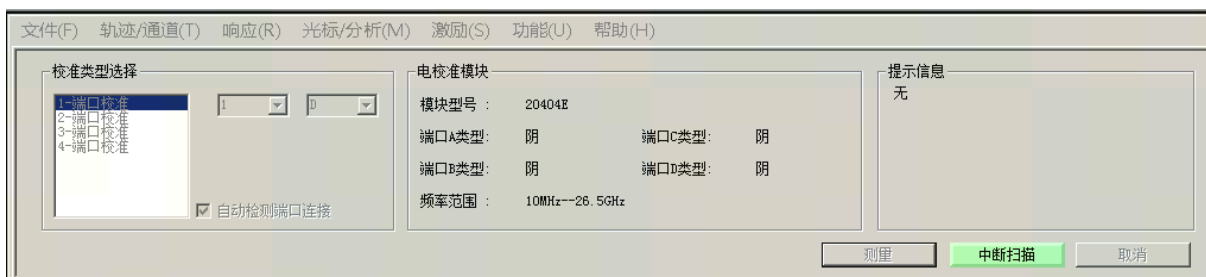 文件(F) 轨迹/通道(T) 响应(R) 光标/分析(M) 激励(S) 功能(U) 帮助(H)
校准类型选择
1-端口校准
2-端口校准
3-端口校准
4-端口校准
1
D
自动检测端口连接
电校准模块
模块型号 : 20404E
端口A类型: 阴 端口C类型: 阴
端口B类型: 阴 端口D类型: 阴
频率范围 : 10MHz--26.5GHz
提示信息
无
测量 中断扫描 取消